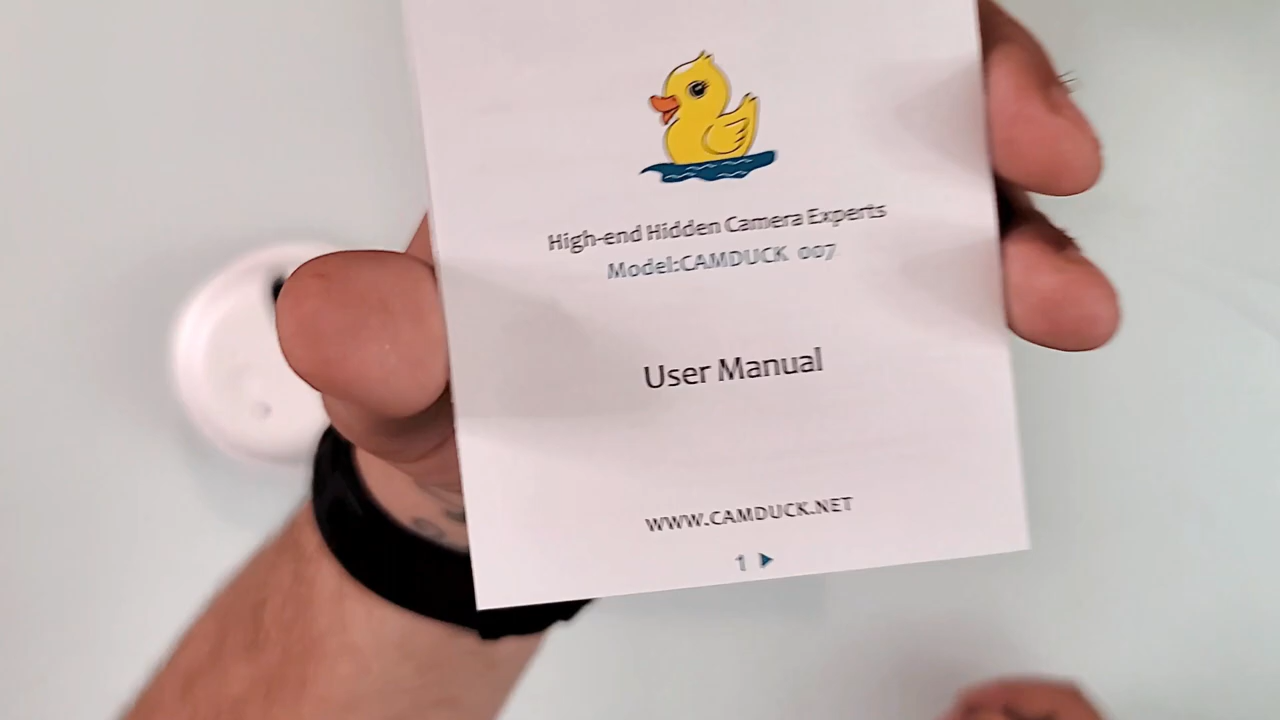 High-end Hidden Camera Experts
Model:CAMDUCK 007
User Manual
WWW.CAMDUCK.NET
1